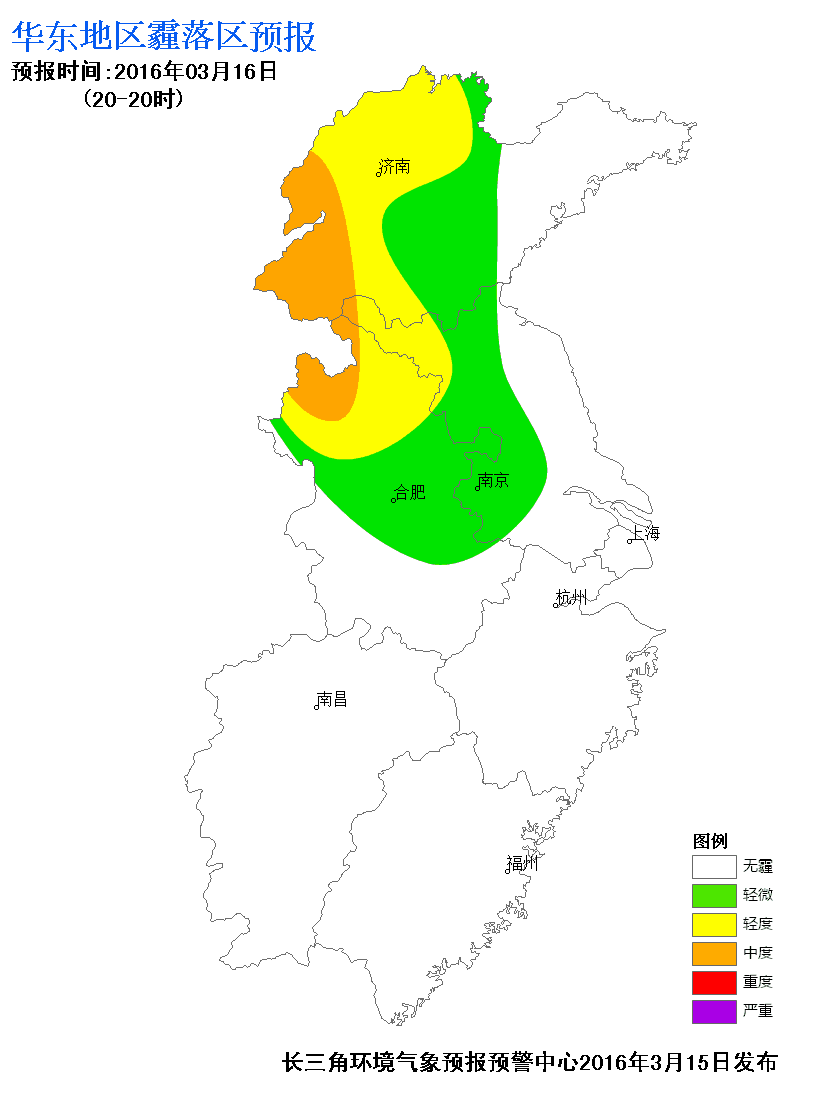 华东地区霾落区预报
预报时间:2016年03月16日
(20-20时)
济南
合肥
南京
上海
杭州
南昌
福州
图例
无霾
轻微
轻度
中度
重度
严重
长三角环境气象预报预警中心2016年3月15日发布